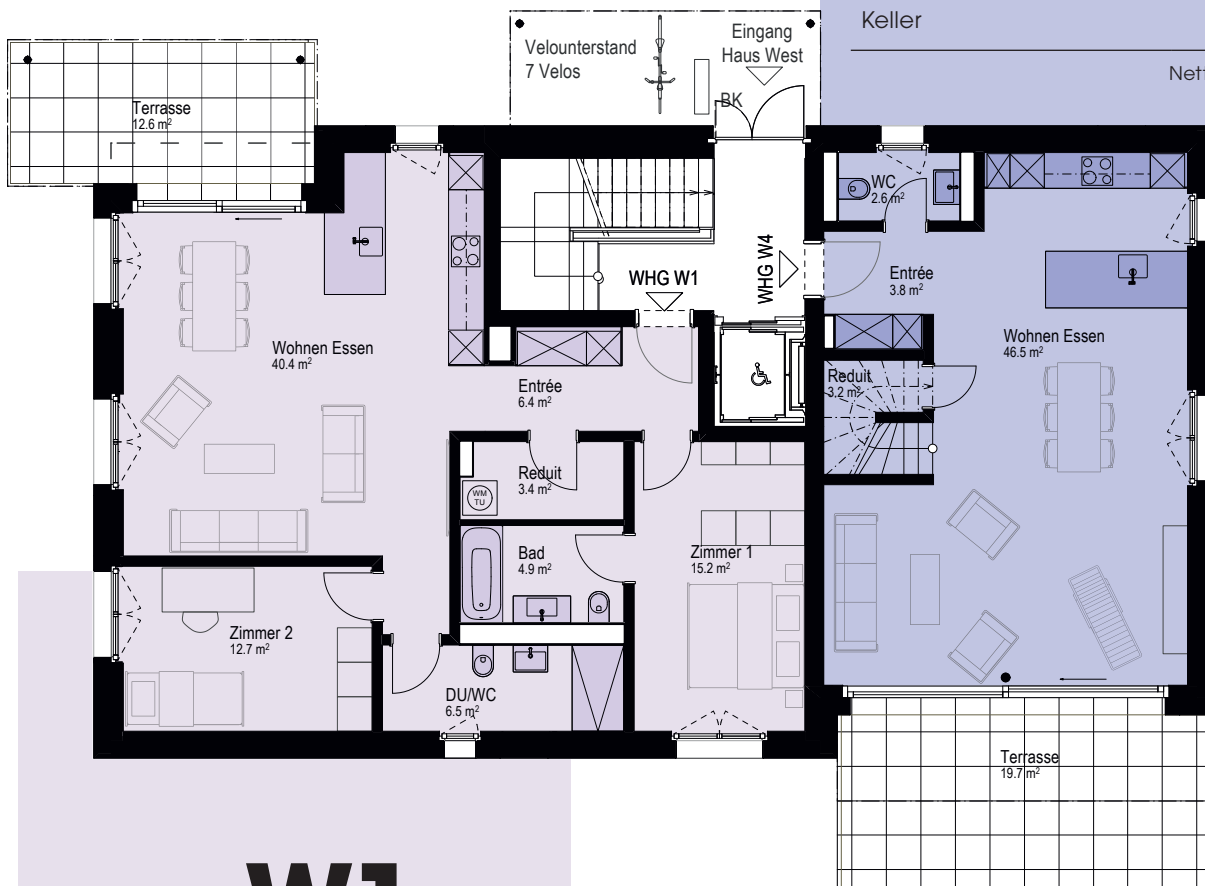 Keller
Velounterstand
7 Velos
Eingang
Haus West
BK
Terrasse
12.6 m²
WC
2.6 m²
WHG W1
WHG W4
Entrée
3.8 m²
Wohnen Essen
40.4 m²
Wohnen Essen
46.5 m²
Entrée
6.4 m²
Reduit
3.2 m²
Reduit
3.4 m²
WM
TU
Bad
4.9 m²
Zimmer 1
15.2 m²
Zimmer 2
12.7 m²
DU/WC
6.5 m²
Terrasse
19.7 m²
W1